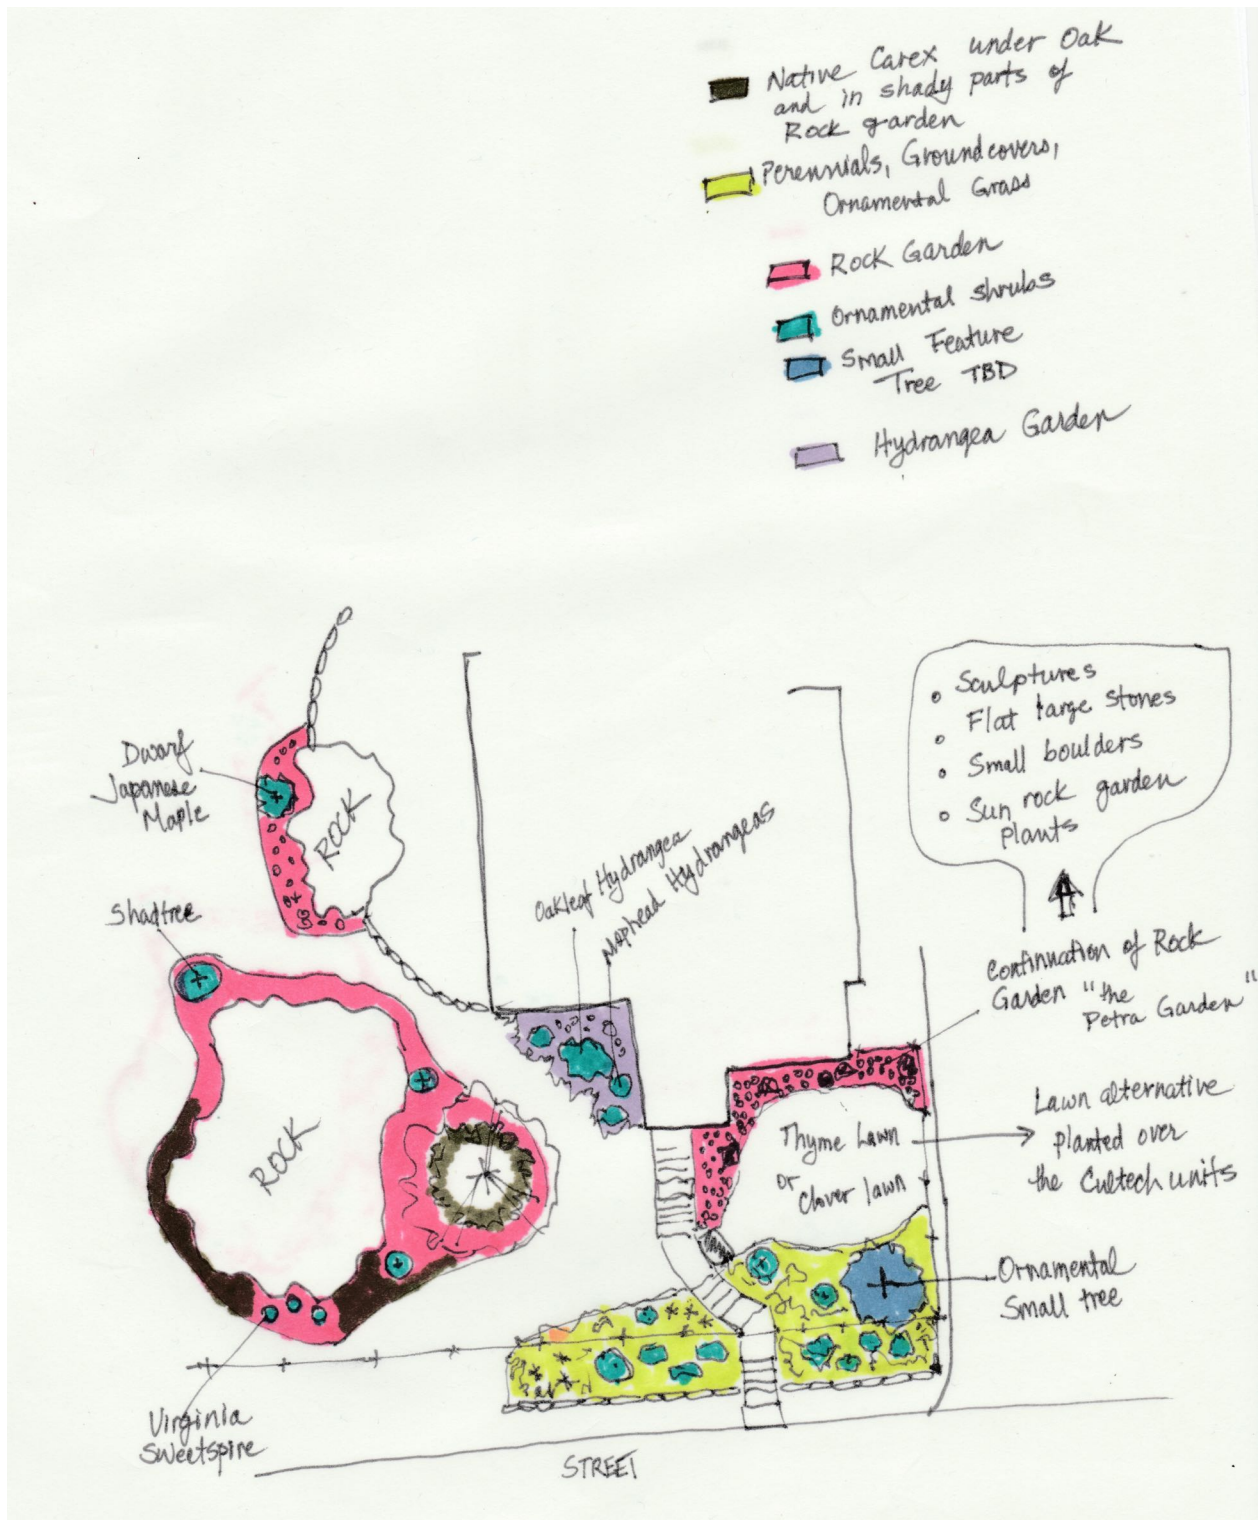 Native Carex under Oak
and in shady parts of
Rock garden
Perennials, Groundcovers,
Ornamental Grass
Rock Garden
Ornamental shrubs
Small Feature
Tree TBD
Hydrangea Garden
Sculptures
Flat large stones
Small boulders
Sun rock garden
plants
Dwarf
Japanese
Maple
ROCK
Oakleaf Hydrangea
Mophead Hydrangeas
Shadtree
Continuation of Rock
Garden "the
Petra Garden"
ROCK
Thyme Lawn
or
Clover lawn
Lawn alternative
planted over
the Cultech units
Ornamental
Small tree
Virginia
Sweetspire
STREET